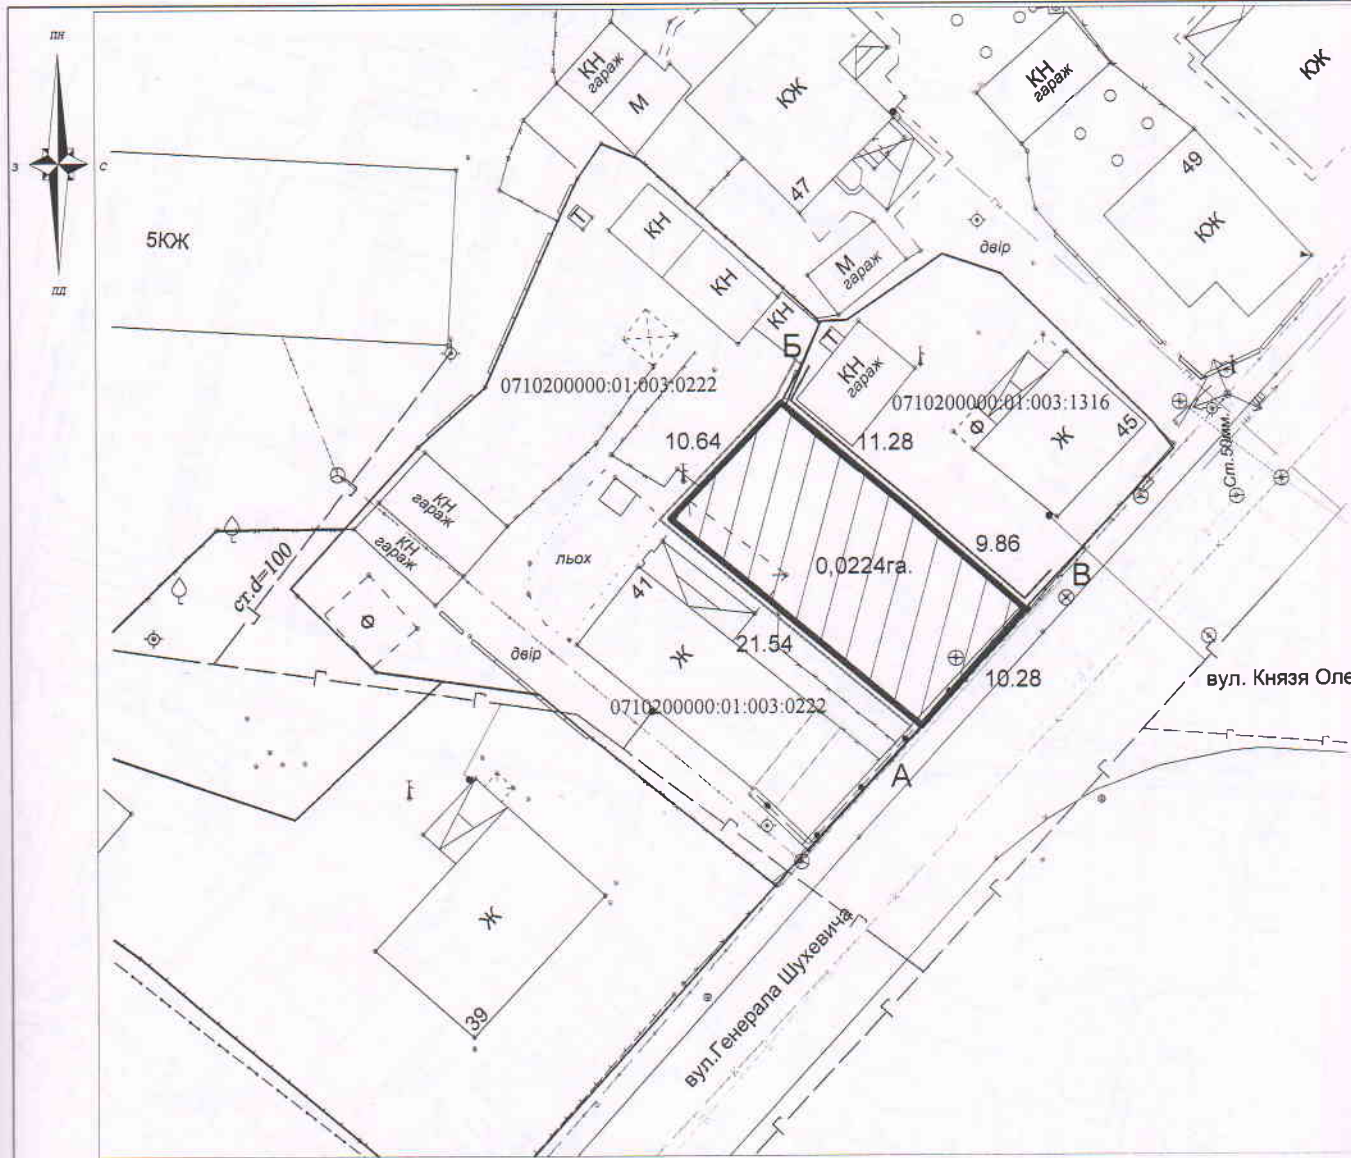 пн
з
с
пд
5КЖ
КН
гараж
М
КЖ
47
М
гараж
двір
КН
гараж
КЖ
49
КЖ
Т
КН
КН
КН
Б
Т
КН
гараж
0710200000:01:003:0222
0710200000:01:003:1316
Ф
Ж
45
Ст.50мм.
10.64
11.28
9.86
В
0,0224га.
КН
гараж
КН
гараж
льох
ст.d=100
Ф
41
двір
Ж
21.54
10.28
0710200000:01:003:0222
А
вул. Князя Оле
Ж
39
вул.Генерала Шухевича